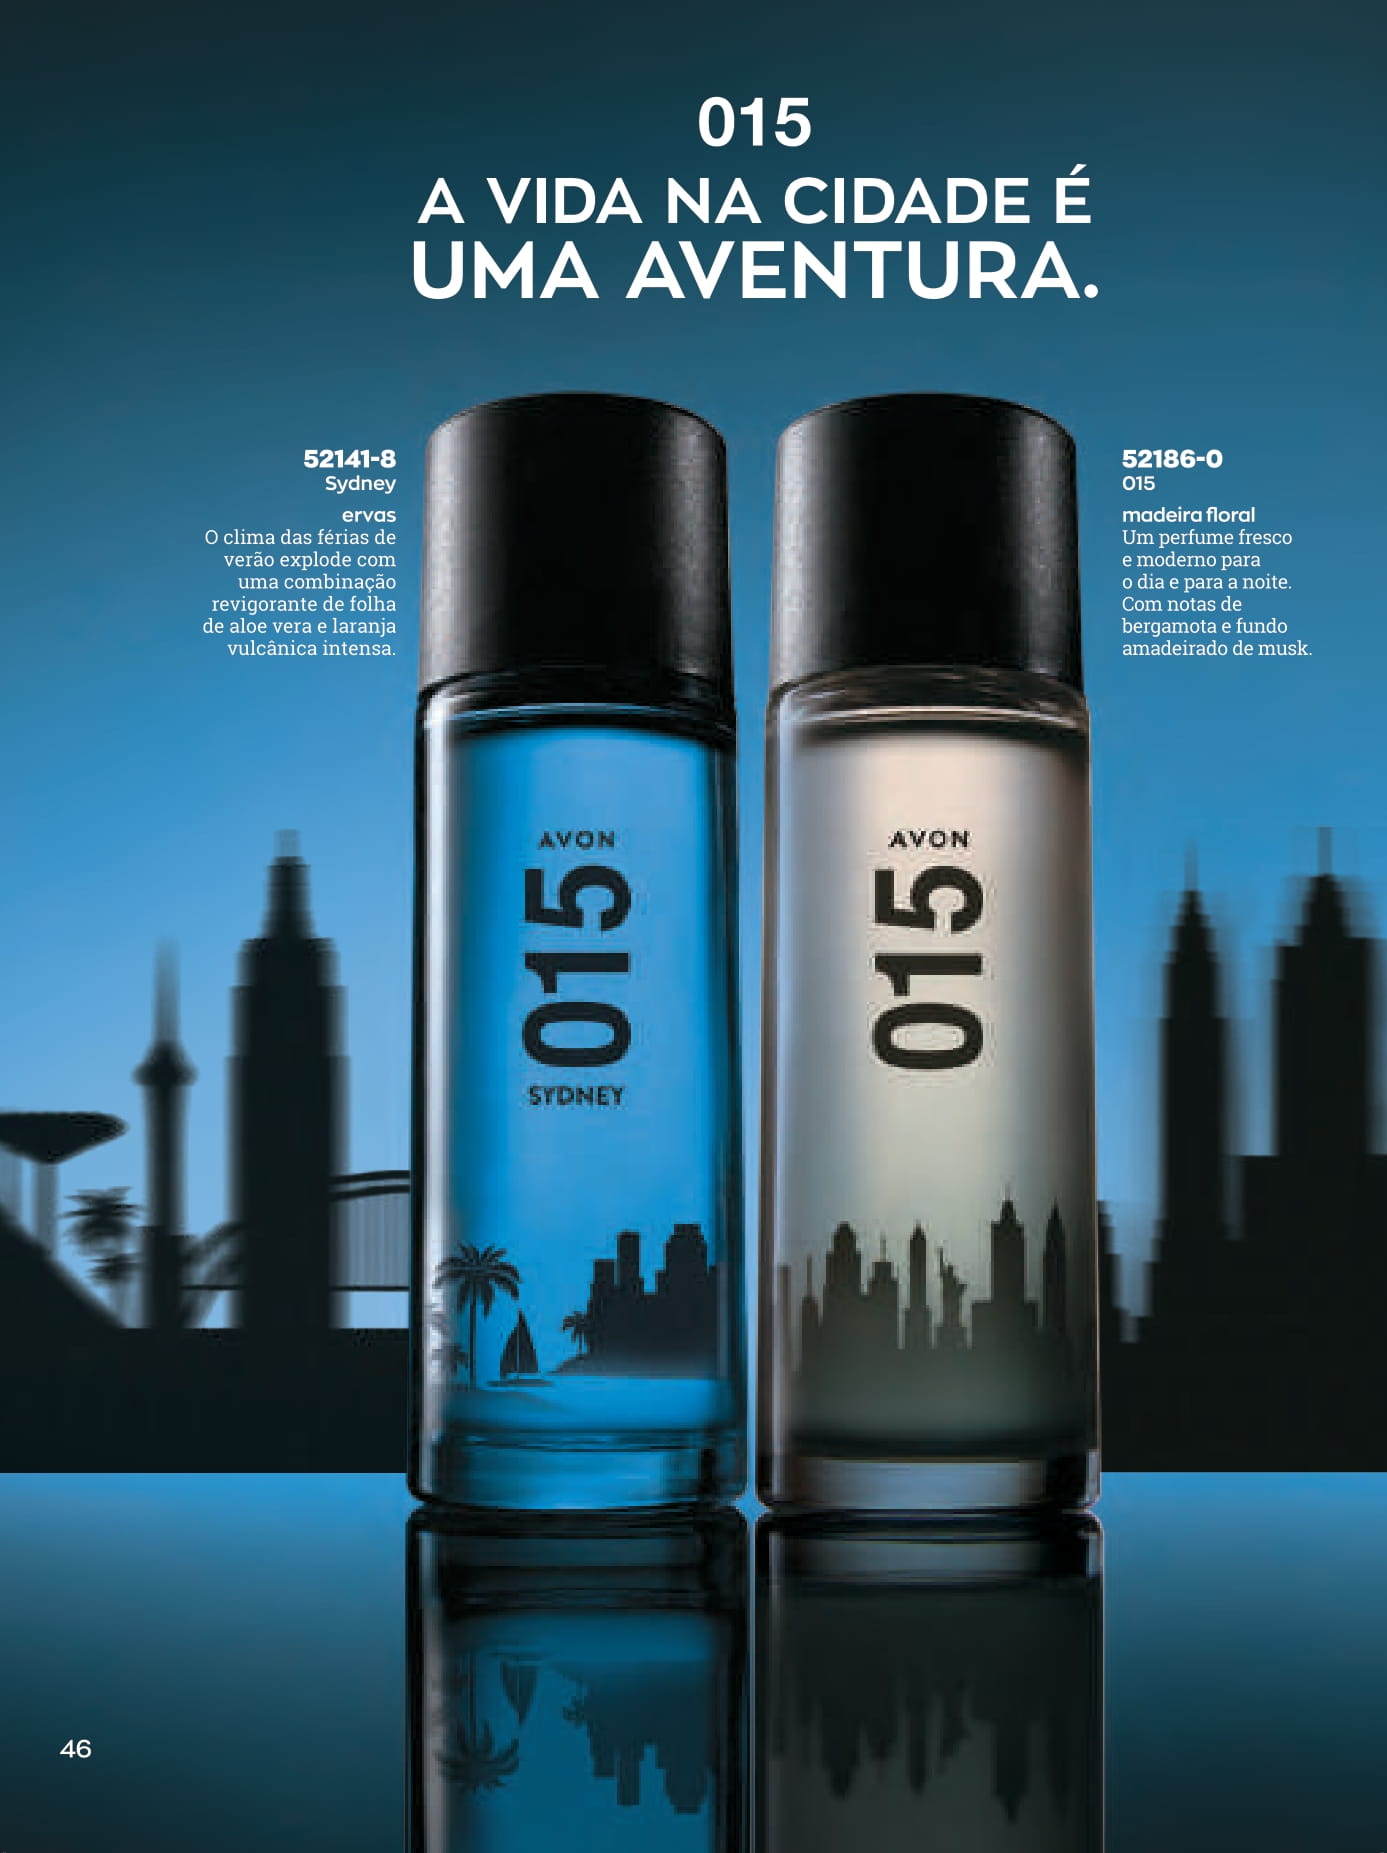 015
A VIDA NA CIDADE É
UMA AVENTURA.
52141-8
Sydney
ervas
O clima das férias de
verão explode com
uma combinação
revigorante de folha
de aloe vera e laranja
vulcânica intensa.
52186-0
015
madeira floral
Um perfume fresco
e moderno para
o dia e para a noite.
Com notas de
bergamota e fundo
amadeirado de musk.
AVON
015
SYDNEY
AVON
015
46